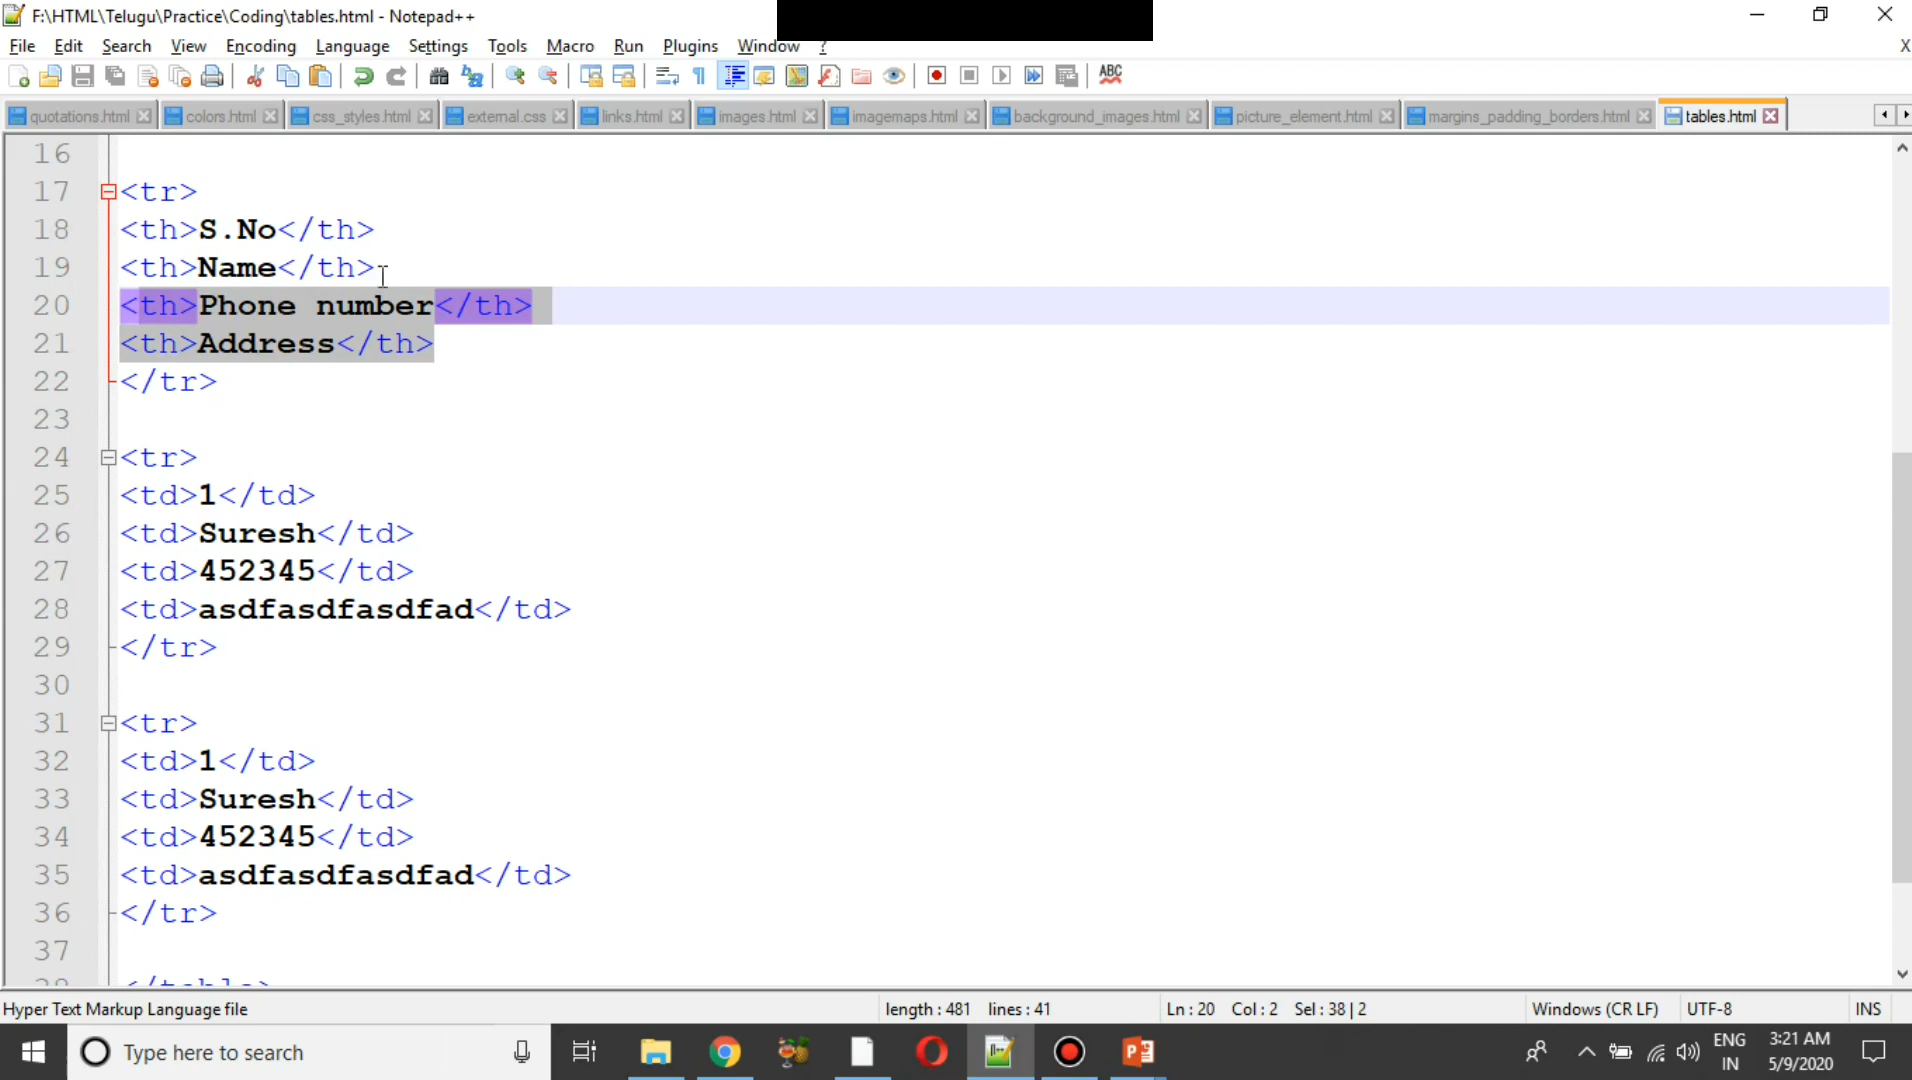 F:\HTML\Telugu\Practice\Coding\tables.html - Notepad++
File Edit Search View Encoding Language Settings Tools Macro Run Plugins Window ? X
ABC
quotations.html colors.html css_styles.html external.css links.html images.html imagemaps.html background_images.html picture_element.html margins_padding_borders.html tables.html
16
17 <tr>
18 <th>S.No</th>
19 <th>Name</th>
20 <th>Phone number</th>
21 <th>Address</th>
22 </tr>
23
24 <tr>
25 <td>1</td>
26 <td>Suresh</td>
27 <td>452345</td>
28 <td>asdfasdfasdfad</td>
29 </tr>
30
31 <tr>
32 <td>1</td>
33 <td>Suresh</td>
34 <td>452345</td>
35 <td>asdfasdfasdfad</td>
36 </tr>
37
38 </table>
Hyper Text Markup Language file length : 481 lines : 41 Ln : 20 Col : 2 Sel : 38 | 2 Windows (CR LF) UTF-8 INS
Type here to search
ENG 3:21 AM
IN 5/9/2020